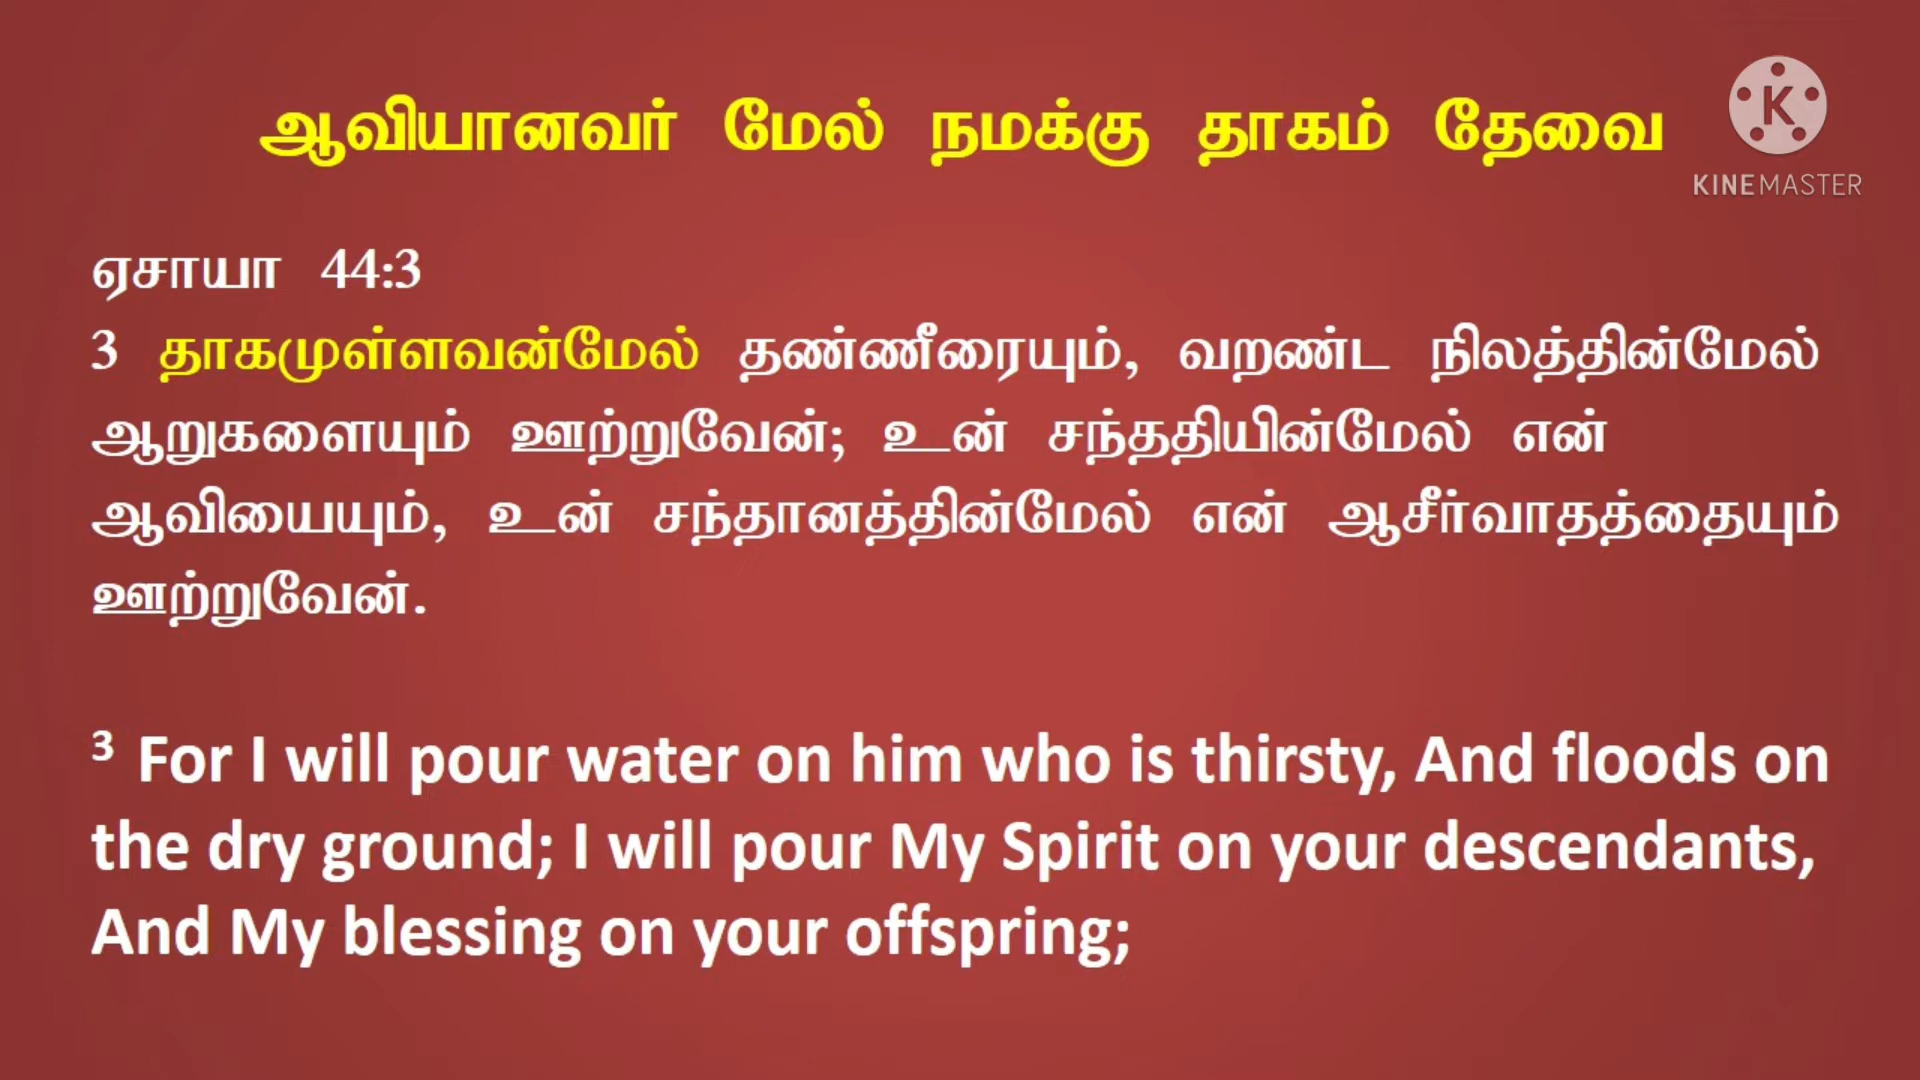 ஆவியானவர் மேல் நமக்கு தாகம் தேவை
K
KINEMASTER
ஏசாயா 44:3
3 தாகமுள்ளவன்மேல் தண்ணீரையும், வறண்ட நிலத்தின்மேல்
ஆறுகளையும் ஊற்றுவேன்; உன் சந்ததியின்மேல் என்
ஆவியையும், உன் சந்தானத்தின்மேல் என் ஆசீர்வாதத்தையும்
ஊற்றுவேன்.
3 For I will pour water on him who is thirsty, And floods on
the dry ground; I will pour My Spirit on your descendants,
And My blessing on your offspring;